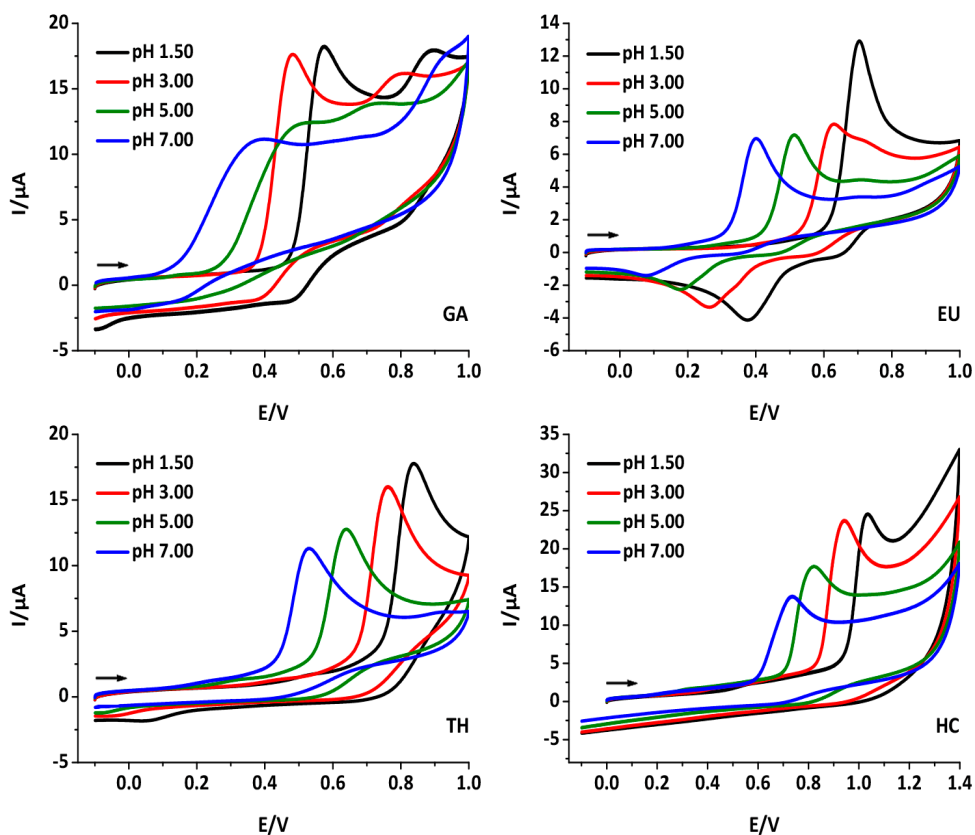 20
15
10
5
0
-5
I/µA
pH 1.50
pH 3.00
pH 5.00
pH 7.00
GA
0.0 0.2 0.4 0.6 0.8 1.0
E/V
14
12
10
8
6
4
2
0
-2
-4
-6
I/µA
pH 1.50
pH 3.00
pH 5.00
pH 7.00
EU
0.0 0.2 0.4 0.6 0.8 1.0
E/V
20
15
10
5
0
-5
I/µA
pH 1.50
pH 3.00
pH 5.00
pH 7.00
TH
0.0 0.2 0.4 0.6 0.8 1.0
E/V
35
30
25
20
15
10
5
0
-5
I/µA
pH 1.50
pH 3.00
pH 5.00
pH 7.00
HC
0.0 0.2 0.4 0.6 0.8 1.0 1.2 1.4
E/V